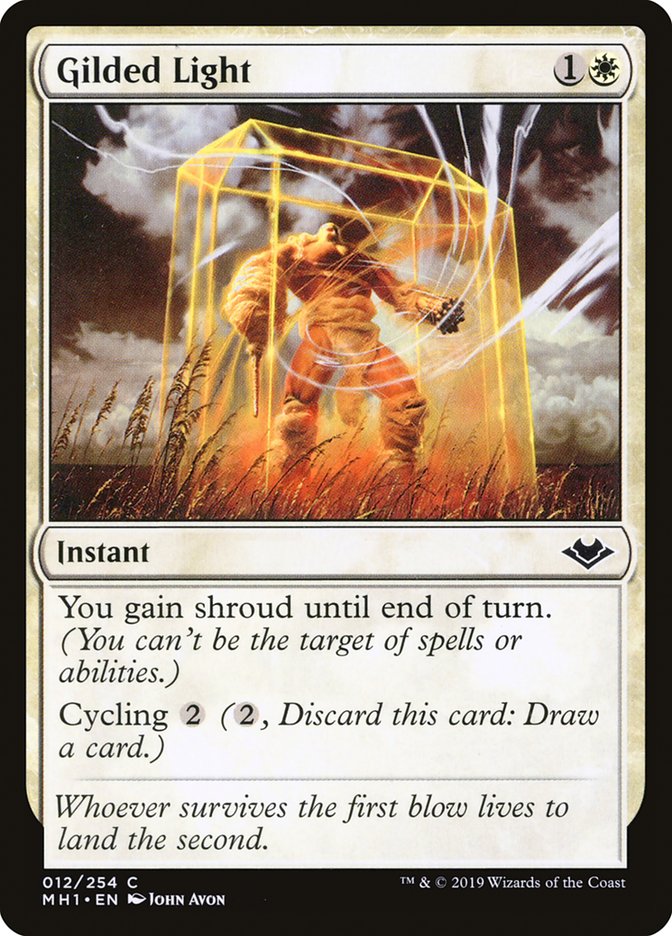 Gilded Light 1
Instant
You gain shroud until end of turn.
(You can't be the target of spells or
abilities.)
Cycling 2 (2, Discard this card: Draw
a card.)
Whoever survives the first blow lives to
land the second.
012/254 C
MH1•EN John Avon
™ & © 2019 Wizards of the Coast